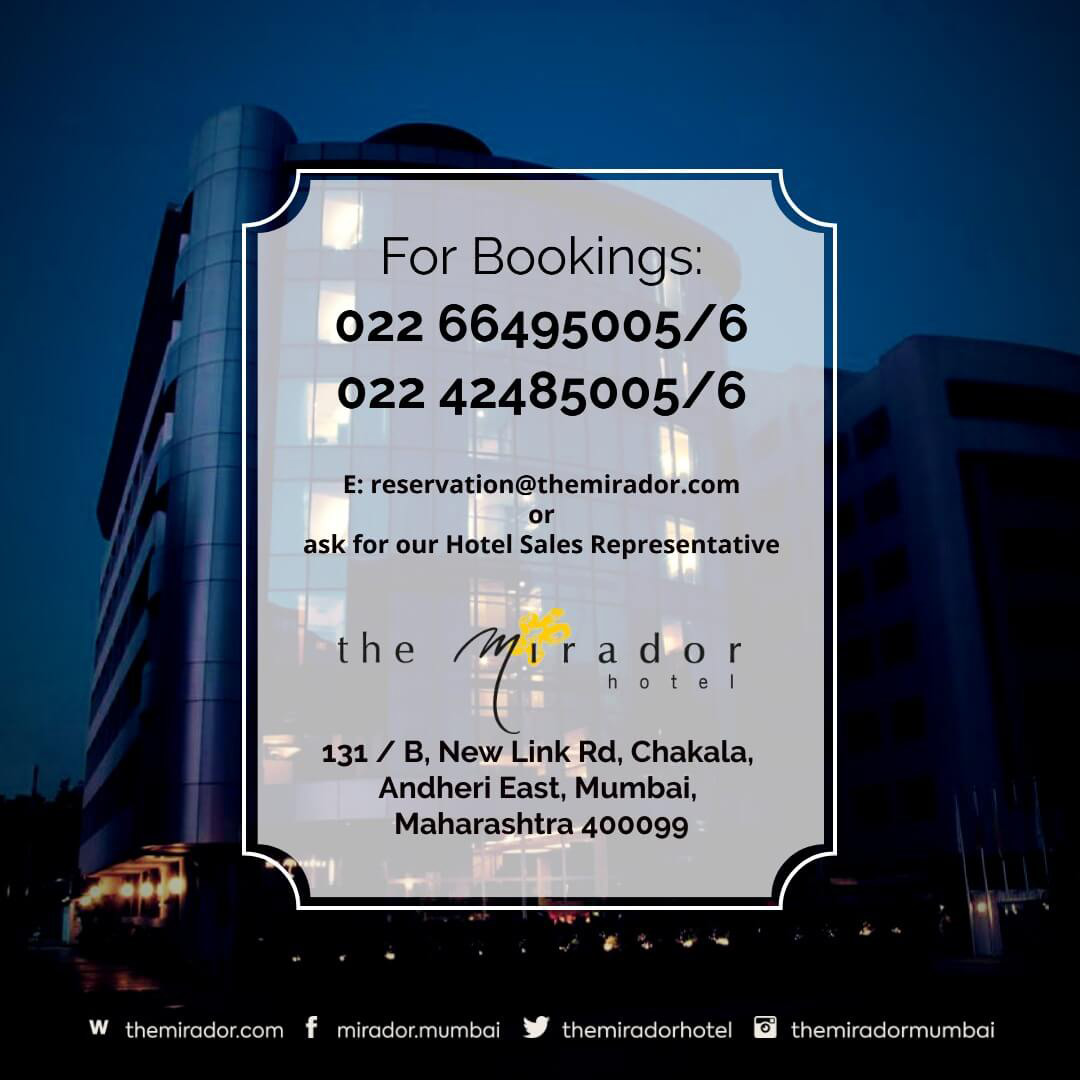 For Bookings:
022 66495005/6
022 42485005/6
E: reservation@themirador.com
or
ask for our Hotel Sales Representative
the Mirador
hotel
131 / B, New Link Rd, Chakala,
Andheri East, Mumbai,
Maharashtra 400099
W themirador.com f mirador.mumbai themiradorhotel themiradormumbai